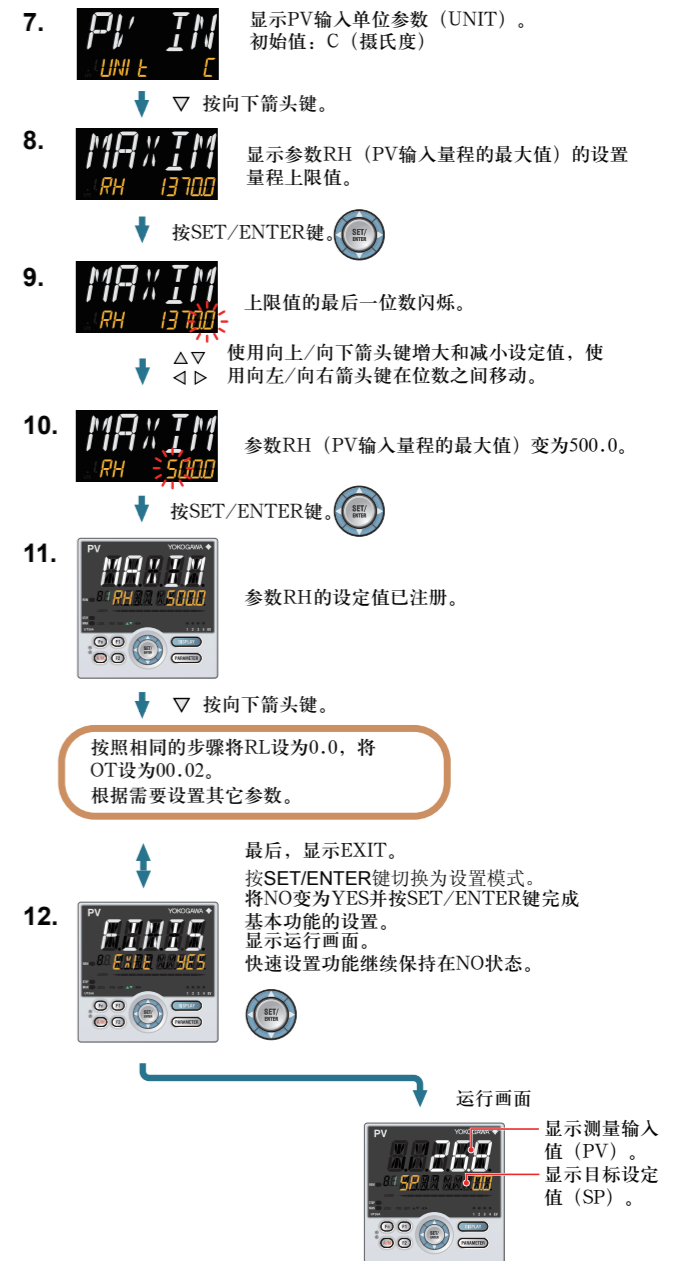 7.
PV IN
UNIT C
显示PV输入单位参数（UNIT）。
初始值：C（摄氏度）
▽ 按向下箭头键。
8.
MAXIM
RH 1370.0
显示参数RH（PV输入量程的最大值）的设置
量程上限值。
按SET/ENTER键。
SET/
ENTER
9.
MAXIM
RH 1370.0
上限值的最后一位数闪烁。
△▽ 使用向上/向下箭头键增大和减小设定值，使
◁ ▷ 用向左/向右箭头键在位数之间移动。
10.
MAXIM
RH 500.0
参数RH（PV输入量程的最大值）变为500.0。
按SET/ENTER键。
SET/
ENTER
11.
PV YOKOGAWA
MAXIM
RH 500.0
SET/
ENTER
DISPLAY
PARAMETER
参数RH的设定值已注册。
▽ 按向下箭头键。
按照相同的步骤将RL设为0.0，将
OT设为00.02。
根据需要设置其它参数。
最后，显示EXIT。
按SET/ENTER键切换为设置模式。
将NO变为YES并按SET/ENTER键完成
基本功能的设置。
显示运行画面。
快速设置功能继续保持在NO状态。
12.
PV YOKOGAWA
FINIS
EXIT YES
SET/
ENTER
DISPLAY
PARAMETER
SET/
ENTER
运行画面
PV YOKOGAWA
26.8
SP 0.0
SET/
ENTER
DISPLAY
PARAMETER
显示测量输入
值（PV）。
显示目标设定
值（SP）。